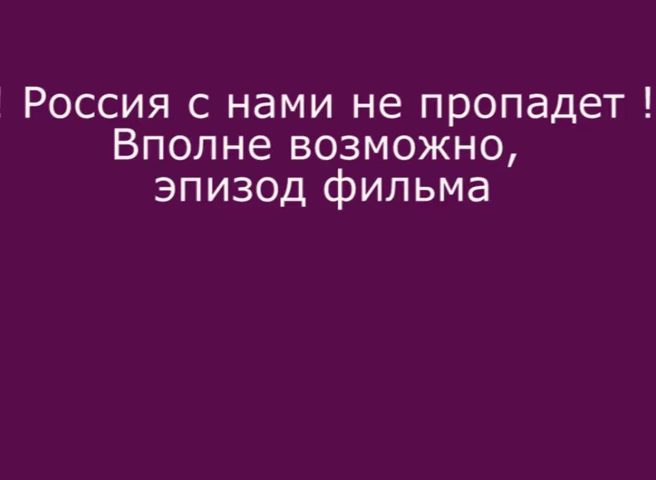 ! Россия с нами не пропадет !
Вполне возможно,
эпизод фильма